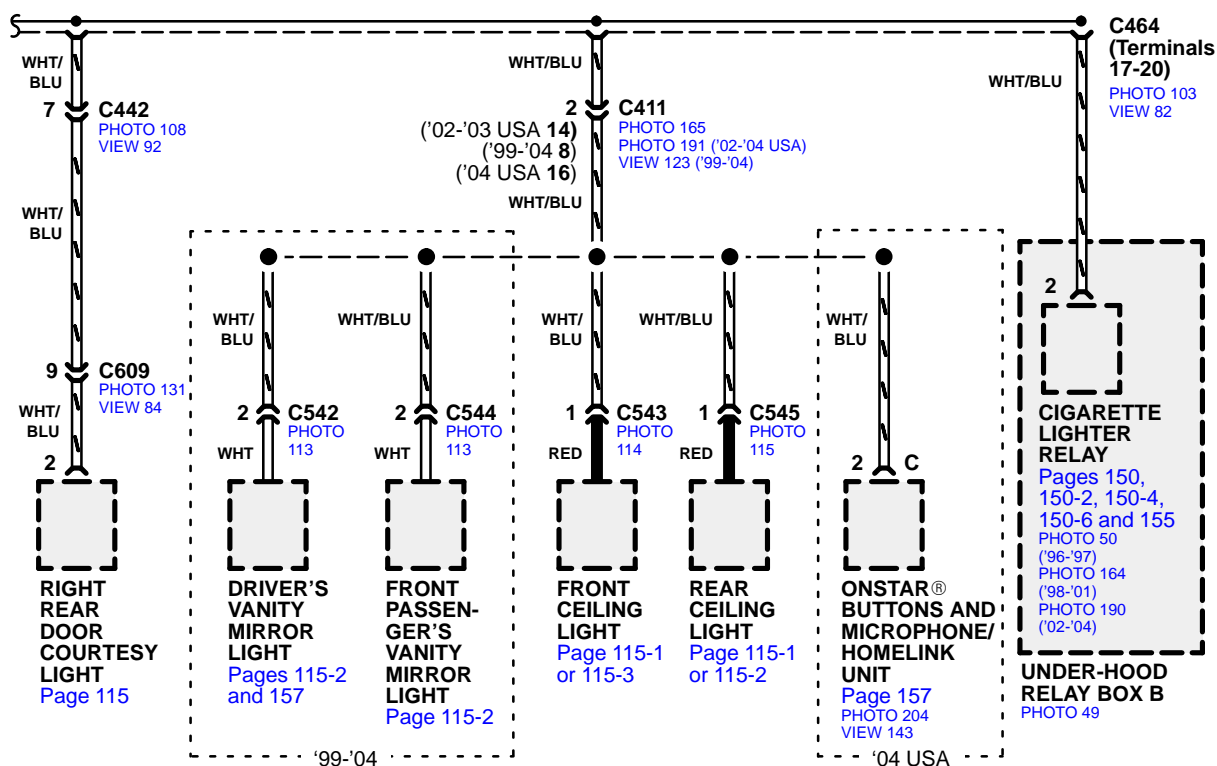 WHT/
BLU
7 C442
PHOTO 108
VIEW 92
WHT/
BLU
9 C609
PHOTO 131
VIEW 84
WHT/
BLU
2
RIGHT
REAR
DOOR
COURTESY
LIGHT
Page 115
WHT/BLU
2 C411
('02-'03 USA 14)
('99-'04 8)
('04 USA 16)
PHOTO 165
PHOTO 191 ('02-'04 USA)
VIEW 123 ('99-'04)
WHT/BLU
WHT/
BLU
2 C542
PHOTO
113
WHT
DRIVER’S
VANITY
MIRROR
LIGHT
Pages 115-2
and 157
WHT/BLU
2 C544
PHOTO
113
WHT
FRONT
PASSEN-
GER’S
VANITY
MIRROR
LIGHT
Page 115-2
‘99-’04
WHT/
BLU
1 C543
PHOTO
114
RED
FRONT
CEILING
LIGHT
Page 115-1
or 115-3
WHT/BLU
1 C545
PHOTO
115
RED
REAR
CEILING
LIGHT
Page 115-1
or 115-2
WHT/
BLU
2 C
ONSTAR®
BUTTONS AND
MICROPHONE/
HOMELINK
UNIT
Page 157
PHOTO 204
VIEW 143
‘04 USA
C464
(Terminals
17-20)
PHOTO 103
VIEW 82
WHT/BLU
2
CIGARETTE
LIGHTER
RELAY
Pages 150,
150-2, 150-4,
150-6 and 155
PHOTO 50
('96-'97)
PHOTO 164
('98-'01)
PHOTO 190
('02-'04)
UNDER-HOOD
RELAY BOX B
PHOTO 49